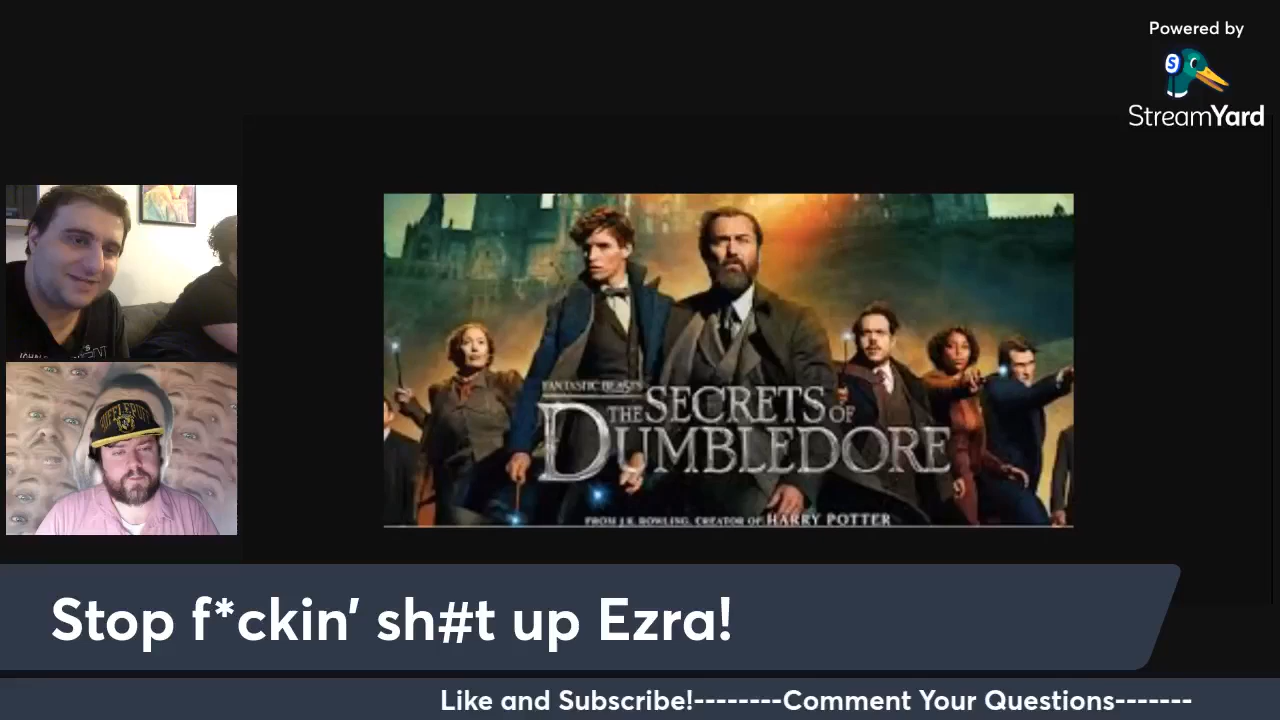 Powered by
S
StreamYard
HUFFLEPUFF
FANTASTIC BEASTS
THE SECRETS OF
DUMBLEDORE
FROM J.K. ROWLING, CREATOR OF HARRY POTTER
Stop f*ckin' sh#t up Ezra!
Like and Subscribe!--------Comment Your Questions-------